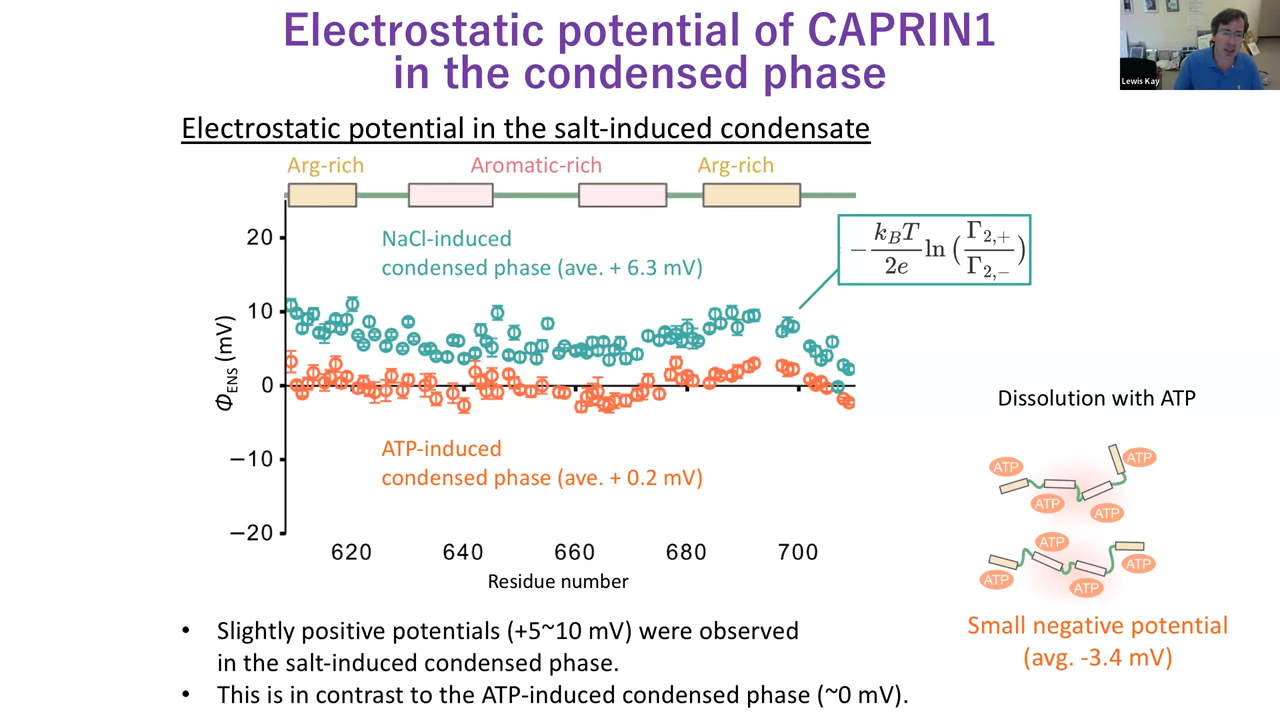 Electrostatic potential of CAPRIN1
in the condensed phase
Lewis Kay
Electrostatic potential in the salt-induced condensate
Arg-rich
Aromatic-rich
Arg-rich
20
10
0
−10
−20
Φ_ENS (mV)
NaCl-induced
condensed phase (ave. + 6.3 mV)
− k_BT / 2e ln ( Γ_2,+ / Γ_2,− )
ATP-induced
condensed phase (ave. + 0.2 mV)
620 640 660 680 700
Residue number
Dissolution with ATP
ATP
ATP
ATP
ATP
ATP
ATP
ATP
ATP
Small negative potential
(avg. -3.4 mV)
• Slightly positive potentials (+5~10 mV) were observed
in the salt-induced condensed phase.
• This is in contrast to the ATP-induced condensed phase (~0 mV).